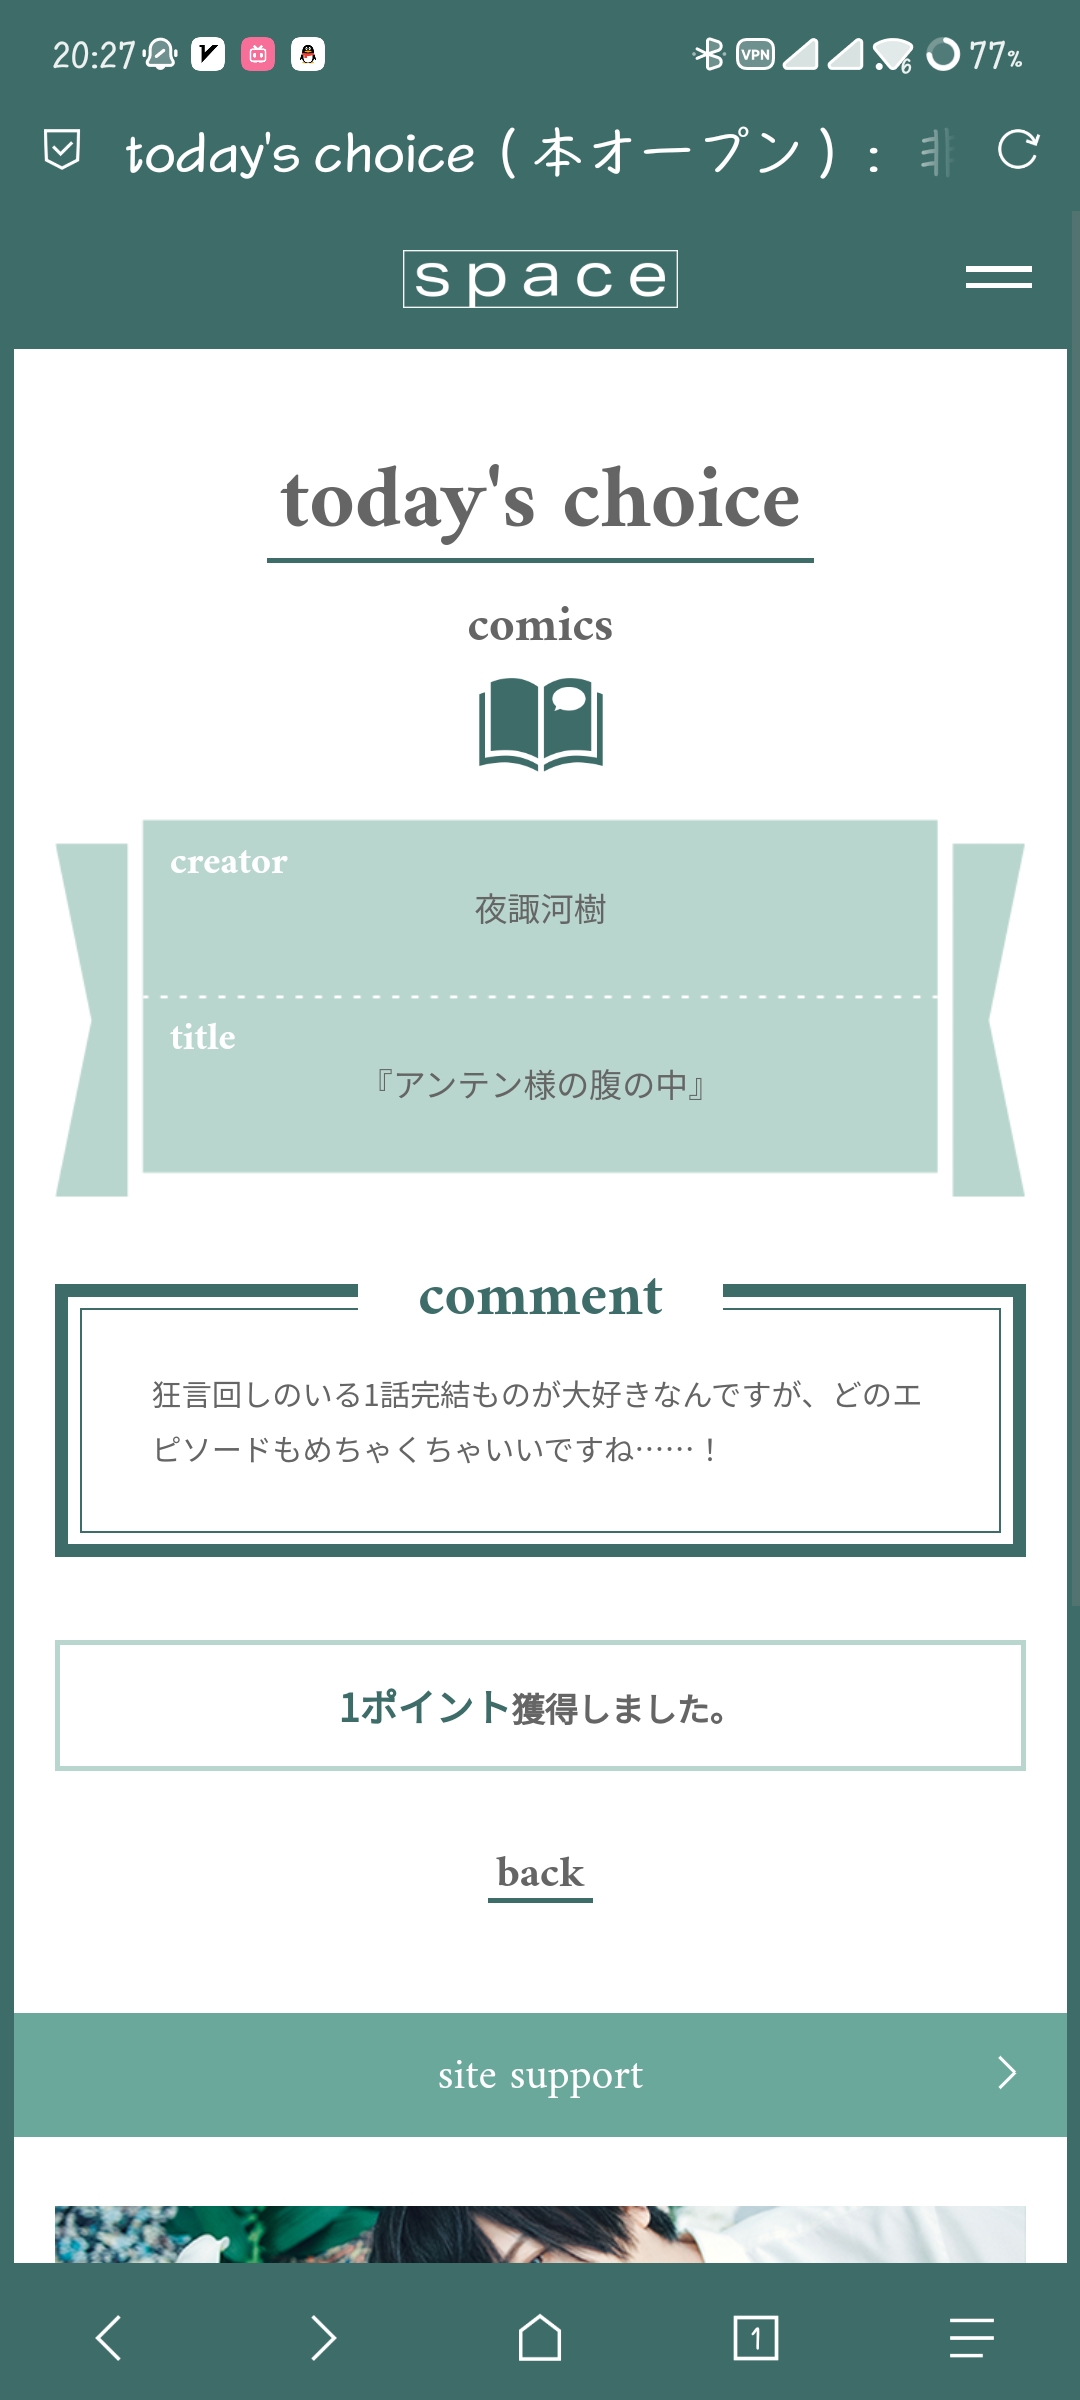 20:27
VPN
6
77%
today's choice（本オープン）：
space
today's choice
comics
creator
夜諏河樹
title
『アンテン様の腹の中』
comment
狂言回しのいる1話完結ものが大好きなんですが、どのエ
ピソードもめちゃくちゃいいですね……！
1ポイント獲得しました。
back
site support
1